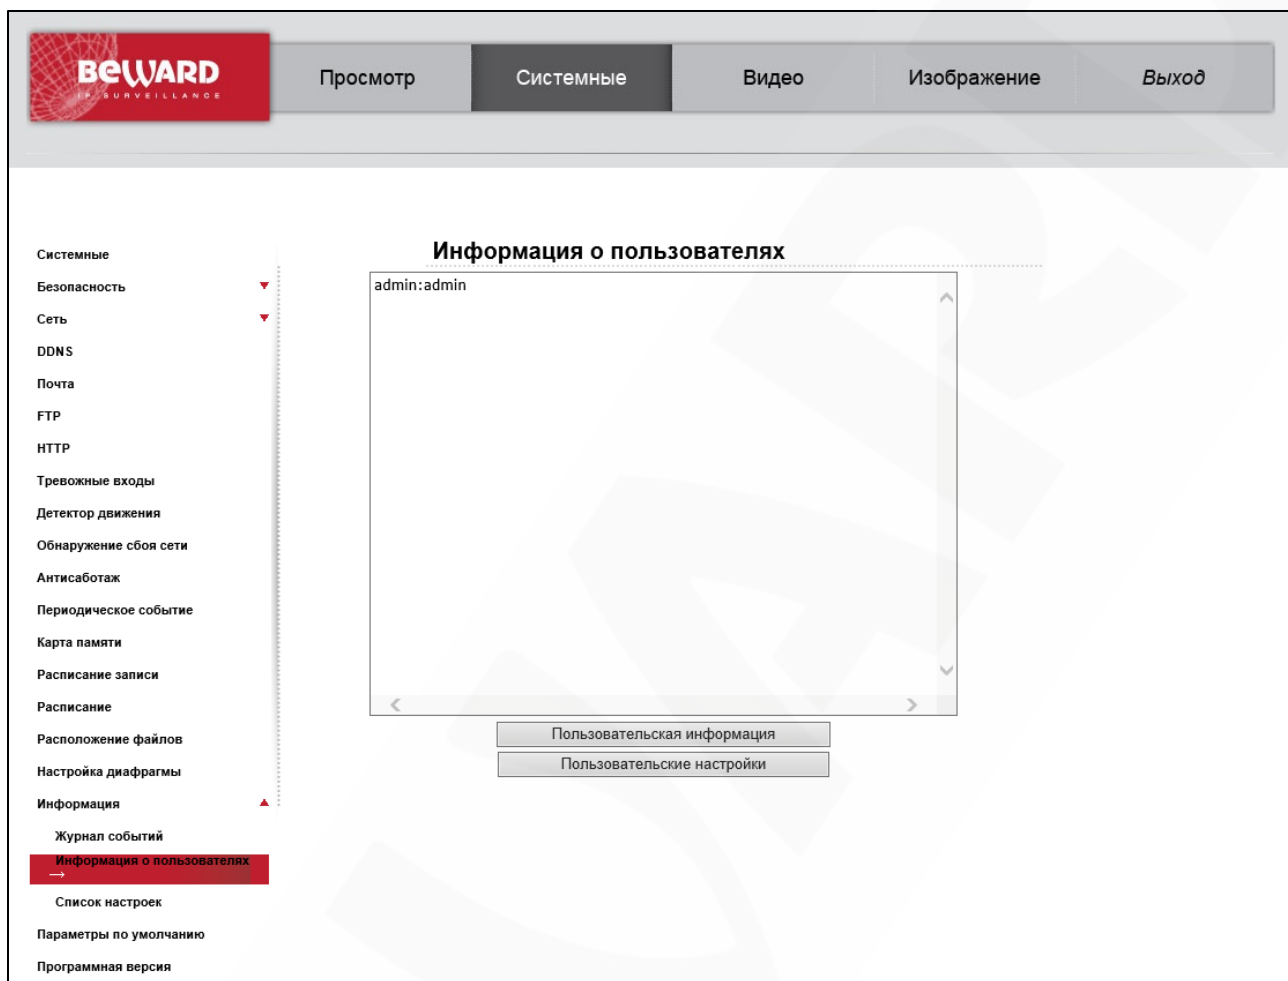 BEWARD
IP SURVEILLANCE
Просмотр
Системные
Видео
Изображение
Выход
Системные
Безопасность
Сеть
DDNS
Почта
FTP
HTTP
Тревожные входы
Детектор движения
Обнаружение сбоя сети
Антисаботаж
Периодическое событие
Карта памяти
Расписание записи
Расписание
Расположение файлов
Настройка диафрагмы
Информация
Журнал событий
Информация о пользователях
Список настроек
Параметры по умолчанию
Программная версия
Информация о пользователях
admin:admin
Пользовательская информация
Пользовательские настройки